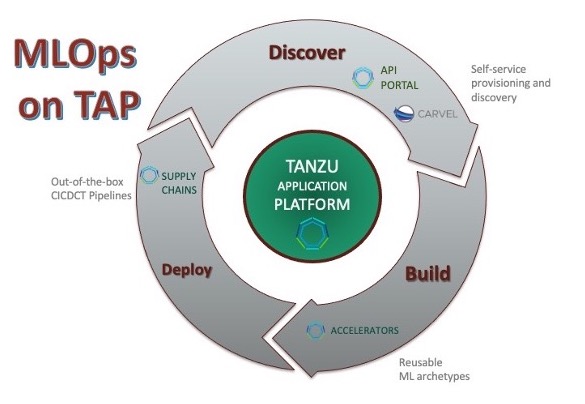 MLOps
on TAP
Discover
API
PORTAL
CARVEL
Self-service
provisioning and
discovery
TANZU
APPLICATION
PLATFORM
Out-of-the-box
CICDCT Pipelines
SUPPLY
CHAINS
Deploy
Build
ACCELERATORS
Reusable
ML archetypes